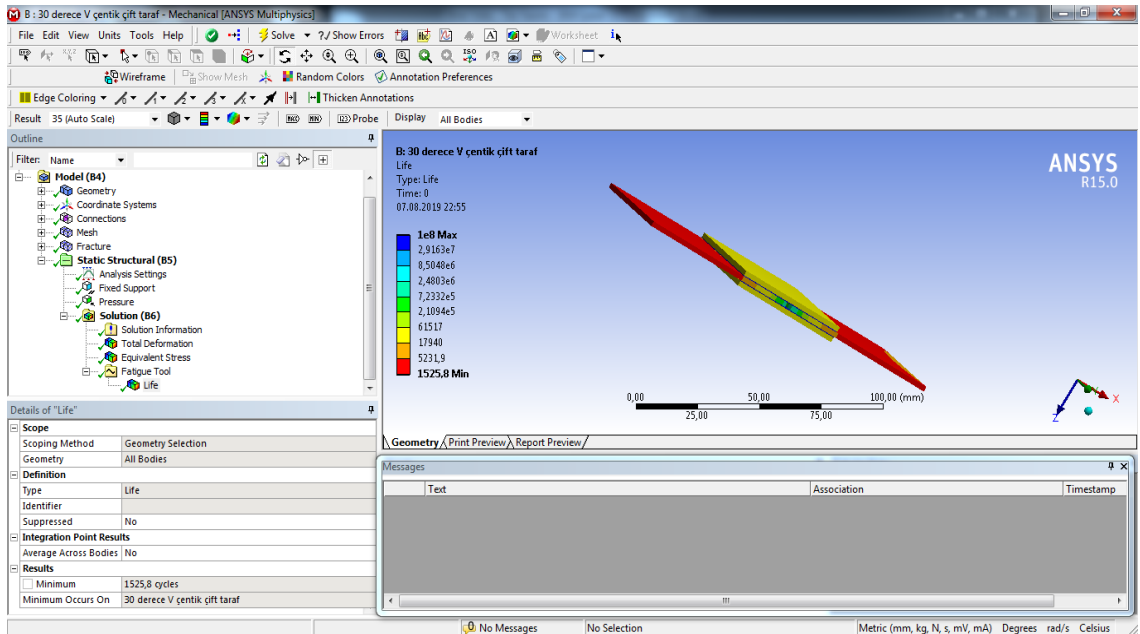 B : 30 derece V çentik çift taraf - Mechanical [ANSYS Multiphysics]
File Edit View Units Tools Help Solve ?/ Show Errors Worksheet
Wireframe Show Mesh Random Colors Annotation Preferences
Edge Coloring Thicken Annotations
Result 35 (Auto Scale) MAX MIN Probe Display All Bodies
Outline
Filter: Name
Model (B4)
Geometry
Coordinate Systems
Connections
Mesh
Fracture
Static Structural (B5)
Analysis Settings
Fixed Support
Pressure
Solution (B6)
Solution Information
Total Deformation
Equivalent Stress
Fatigue Tool
Life
Details of "Life"
Scope
Scoping Method Geometry Selection
Geometry All Bodies
Definition
Type Life
Identifier
Suppressed No
Integration Point Results
Average Across Bodies No
Results
Minimum 1525,8 cycles
Minimum Occurs On 30 derece V çentik çift taraf
B: 30 derece V çentik çift taraf
Life
Type: Life
Time: 0
07.08.2019 22:55
1e8 Max
2,9163e7
8,5048e6
2,4803e6
7,2332e5
2,1094e5
61517
17940
5231,9
1525,8 Min
ANSYS
R15.0
0,00 50,00 100,00 (mm)
25,00 75,00
X
Z
Geometry Print Preview Report Preview
Messages
Text Association Timestamp
No Messages No Selection Metric (mm, kg, N, s, mV, mA) Degrees rad/s Celsius